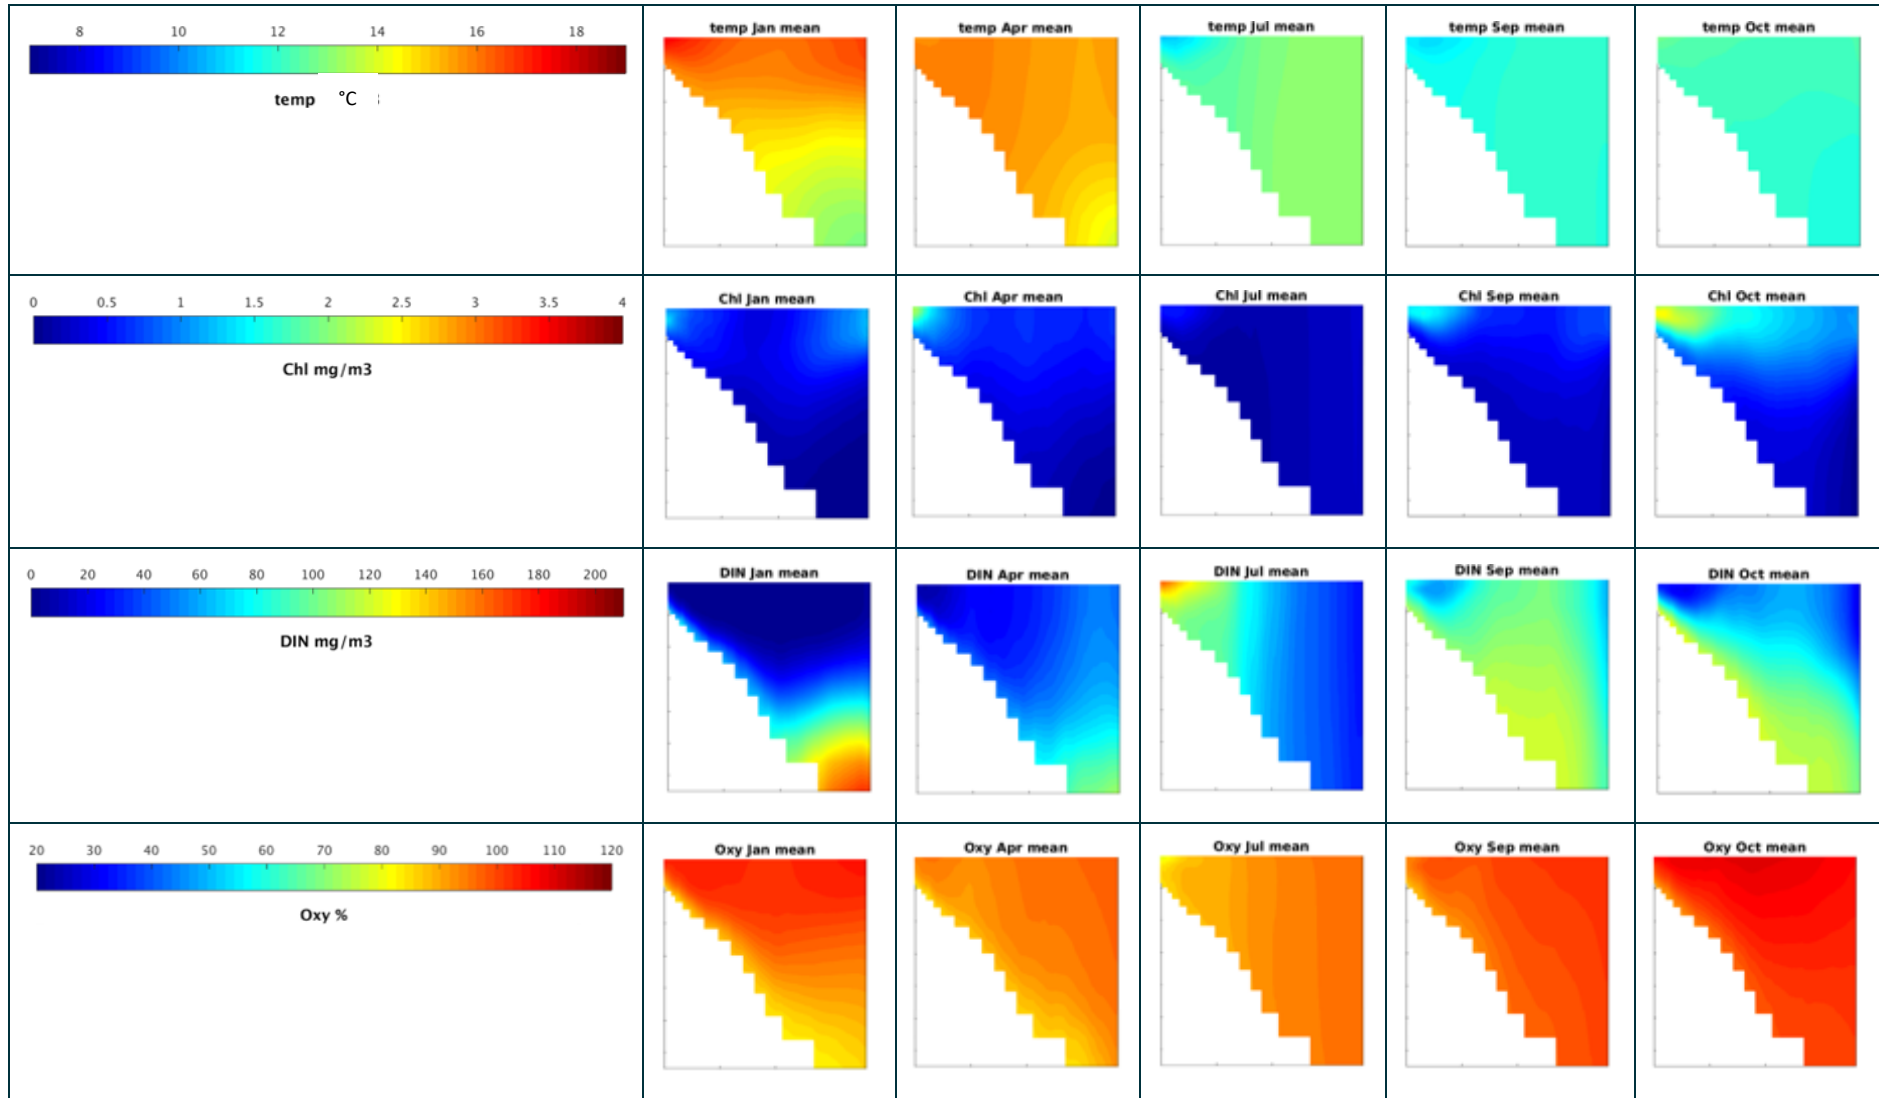 8 10 12 14 16 18
temp °C
temp Jan mean
temp Apr mean
temp Jul mean
temp Sep mean
temp Oct mean
0 0.5 1 1.5 2 2.5 3 3.5 4
Chl mg/m3
Chl Jan mean
Chl Apr mean
Chl Jul mean
Chl Sep mean
Chl Oct mean
0 20 40 60 80 100 120 140 160 180 200
DIN mg/m3
DIN Jan mean
DIN Apr mean
DIN Jul mean
DIN Sep mean
DIN Oct mean
20 30 40 50 60 70 80 90 100 110 120
Oxy %
Oxy Jan mean
Oxy Apr mean
Oxy Jul mean
Oxy Sep mean
Oxy Oct mean